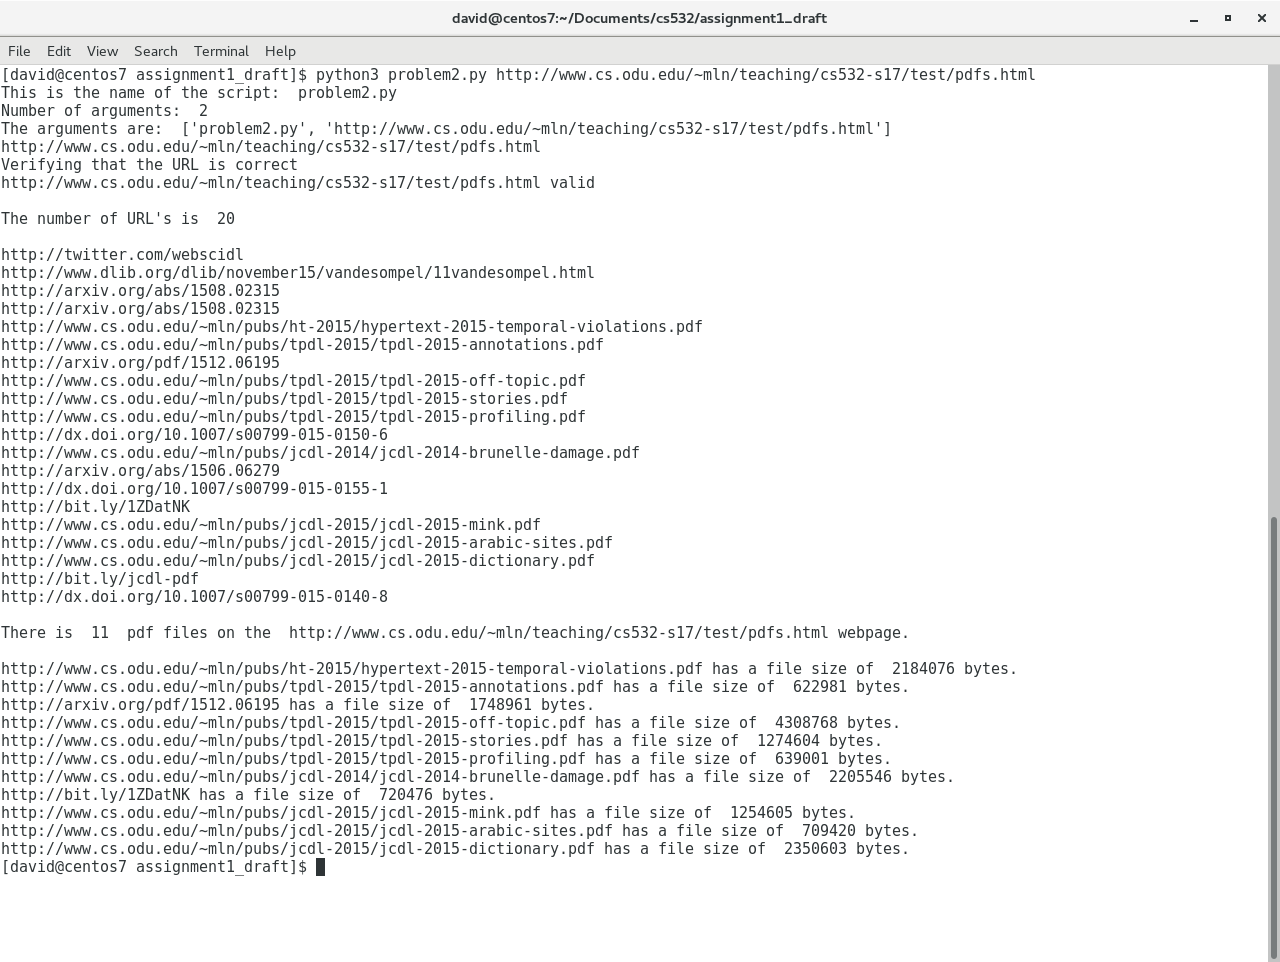 david@centos7:~/Documents/cs532/assignment1_draft
File Edit View Search Terminal Help
[david@centos7 assignment1_draft]$ python3 problem2.py http://www.cs.odu.edu/~mln/teaching/cs532-s17/test/pdfs.html
This is the name of the script:  problem2.py
Number of arguments:  2
The arguments are:  ['problem2.py', 'http://www.cs.odu.edu/~mln/teaching/cs532-s17/test/pdfs.html']
http://www.cs.odu.edu/~mln/teaching/cs532-s17/test/pdfs.html
Verifying that the URL is correct
http://www.cs.odu.edu/~mln/teaching/cs532-s17/test/pdfs.html valid
The number of URL's is  20
http://twitter.com/webscidl
http://www.dlib.org/dlib/november15/vandesompel/11vandesompel.html
http://arxiv.org/abs/1508.02315
http://arxiv.org/abs/1508.02315
http://www.cs.odu.edu/~mln/pubs/ht-2015/hypertext-2015-temporal-violations.pdf
http://www.cs.odu.edu/~mln/pubs/tpdl-2015/tpdl-2015-annotations.pdf
http://arxiv.org/pdf/1512.06195
http://www.cs.odu.edu/~mln/pubs/tpdl-2015/tpdl-2015-off-topic.pdf
http://www.cs.odu.edu/~mln/pubs/tpdl-2015/tpdl-2015-stories.pdf
http://www.cs.odu.edu/~mln/pubs/tpdl-2015/tpdl-2015-profiling.pdf
http://dx.doi.org/10.1007/s00799-015-0150-6
http://www.cs.odu.edu/~mln/pubs/jcdl-2014/jcdl-2014-brunelle-damage.pdf
http://arxiv.org/abs/1506.06279
http://dx.doi.org/10.1007/s00799-015-0155-1
http://bit.ly/1ZDatNK
http://www.cs.odu.edu/~mln/pubs/jcdl-2015/jcdl-2015-mink.pdf
http://www.cs.odu.edu/~mln/pubs/jcdl-2015/jcdl-2015-arabic-sites.pdf
http://www.cs.odu.edu/~mln/pubs/jcdl-2015/jcdl-2015-dictionary.pdf
http://bit.ly/jcdl-pdf
http://dx.doi.org/10.1007/s00799-015-0140-8
There is  11  pdf files on the  http://www.cs.odu.edu/~mln/teaching/cs532-s17/test/pdfs.html webpage.
http://www.cs.odu.edu/~mln/pubs/ht-2015/hypertext-2015-temporal-violations.pdf has a file size of  2184076 bytes.
http://www.cs.odu.edu/~mln/pubs/tpdl-2015/tpdl-2015-annotations.pdf has a file size of  622981 bytes.
http://arxiv.org/pdf/1512.06195 has a file size of  1748961 bytes.
http://www.cs.odu.edu/~mln/pubs/tpdl-2015/tpdl-2015-off-topic.pdf has a file size of  4308768 bytes.
http://www.cs.odu.edu/~mln/pubs/tpdl-2015/tpdl-2015-stories.pdf has a file size of  1274604 bytes.
http://www.cs.odu.edu/~mln/pubs/tpdl-2015/tpdl-2015-profiling.pdf has a file size of  639001 bytes.
http://www.cs.odu.edu/~mln/pubs/jcdl-2014/jcdl-2014-brunelle-damage.pdf has a file size of  2205546 bytes.
http://bit.ly/1ZDatNK has a file size of  720476 bytes.
http://www.cs.odu.edu/~mln/pubs/jcdl-2015/jcdl-2015-mink.pdf has a file size of  1254605 bytes.
http://www.cs.odu.edu/~mln/pubs/jcdl-2015/jcdl-2015-arabic-sites.pdf has a file size of  709420 bytes.
http://www.cs.odu.edu/~mln/pubs/jcdl-2015/jcdl-2015-dictionary.pdf has a file size of  2350603 bytes.
[david@centos7 assignment1_draft]$